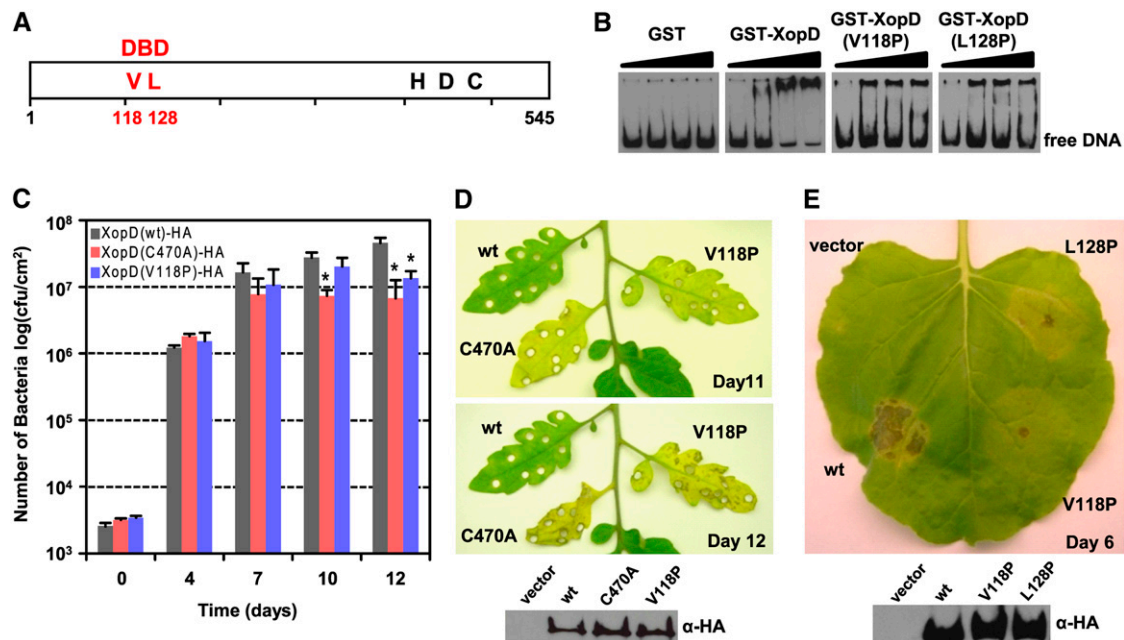 A
DBD
V L
H D C
1
118 128
545
B
GST
GST-XopD
GST-XopD
(V118P)
GST-XopD
(L128P)
free DNA
C
Number of Bacteria log(cfu/cm²)
10⁸
10⁷
10⁶
10⁵
10⁴
10³
XopD(wt)-HA
XopD(C470A)-HA
XopD(V118P)-HA
*
* *
0 4 7 10 12
Time (days)
D
wt
V118P
C470A
Day11
wt
V118P
C470A
Day 12
vector wt C470A V118P
α-HA
E
vector
L128P
wt
V118P
Day 6
vector wt V118P L128P
α-HA